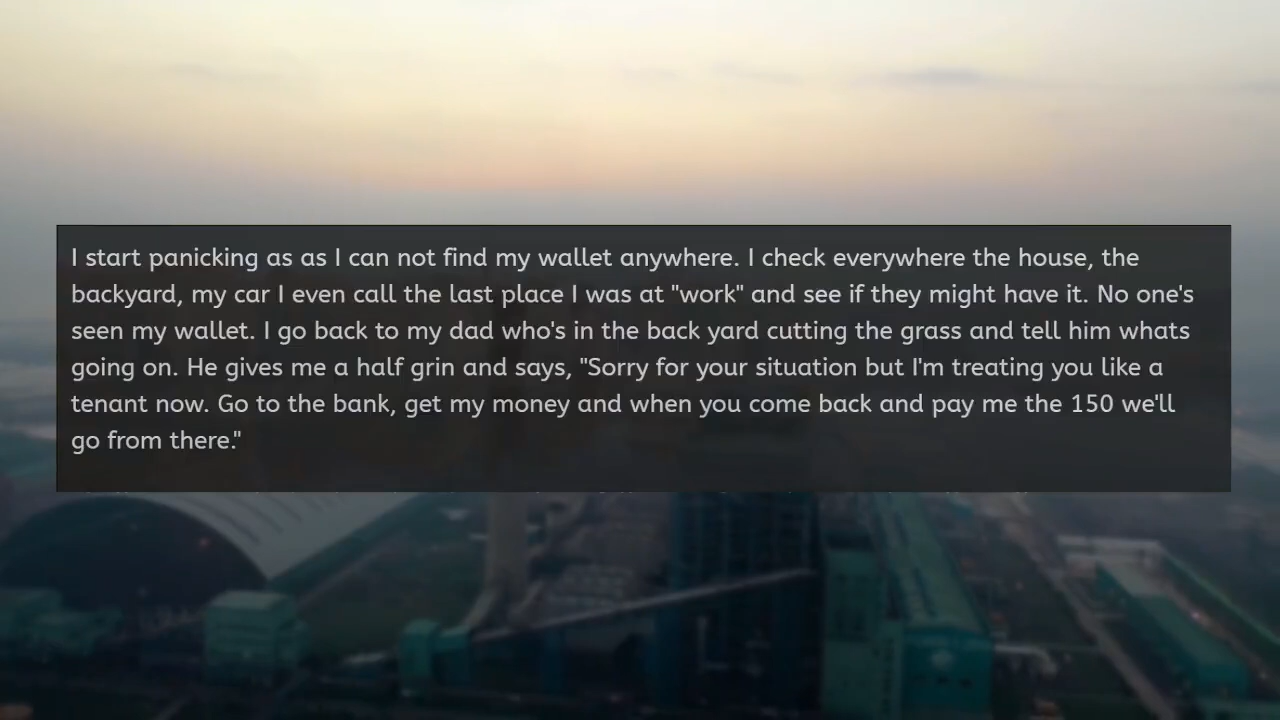 I start panicking as as I can not find my wallet anywhere. I check everywhere the house, the
backyard, my car I even call the last place I was at "work" and see if they might have it. No one's
seen my wallet. I go back to my dad who's in the back yard cutting the grass and tell him whats
going on. He gives me a half grin and says, "Sorry for your situation but I'm treating you like a
tenant now. Go to the bank, get my money and when you come back and pay me the 150 we'll
go from there."